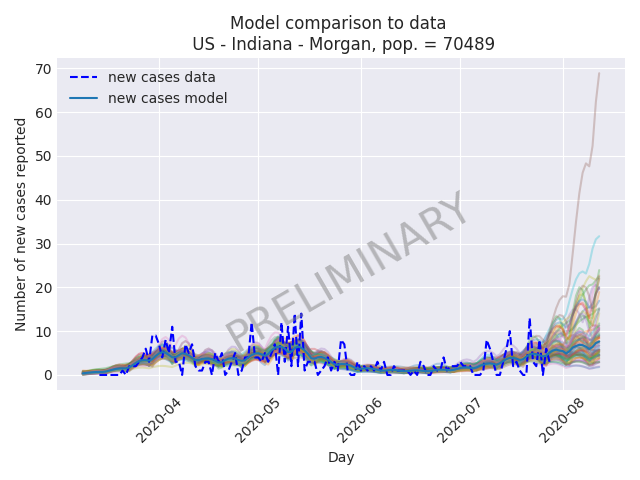 Model comparison to data
US - Indiana - Morgan, pop. = 70489
new cases data
new cases model
PRELIMINARY
Number of new cases reported
70
60
50
40
30
20
10
0
2020-04
2020-05
2020-06
2020-07
2020-08
Day